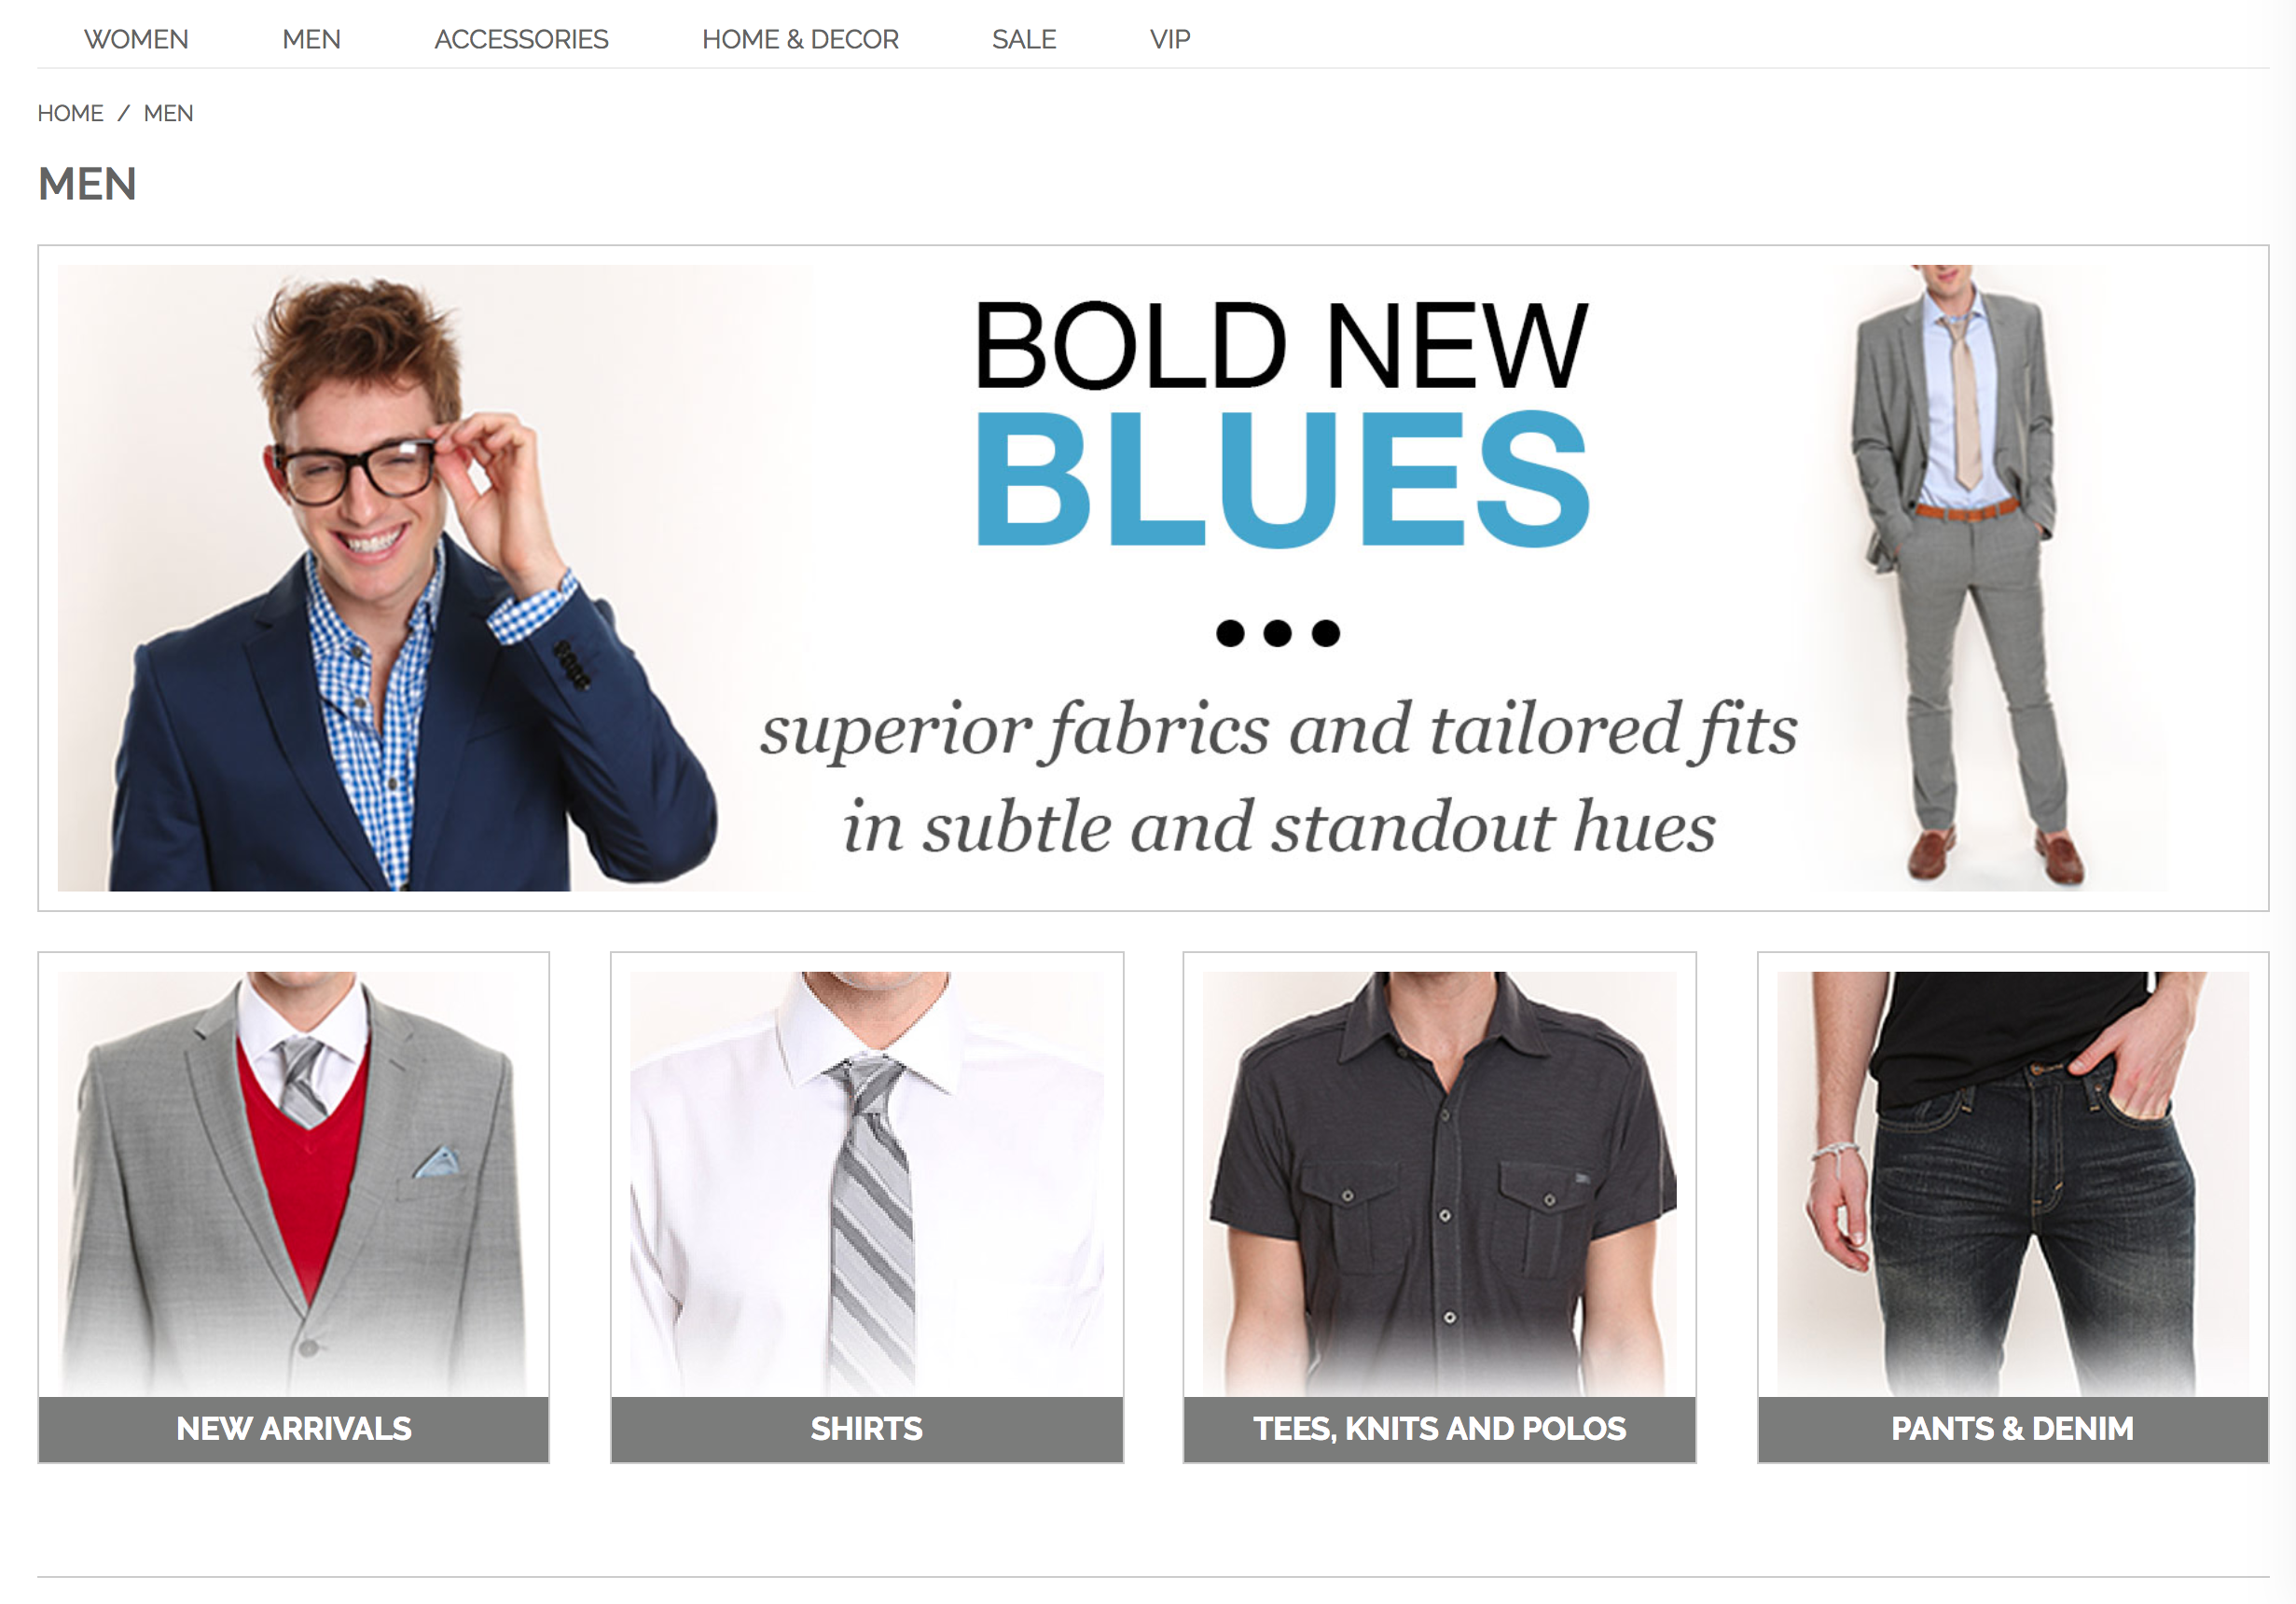 WOMEN MEN ACCESSORIES HOME & DECOR SALE VIP
HOME / MEN
MEN
BOLD NEW
BLUES
superior fabrics and tailored fits
in subtle and standout hues
NEW ARRIVALS
SHIRTS
TEES, KNITS AND POLOS
PANTS & DENIM